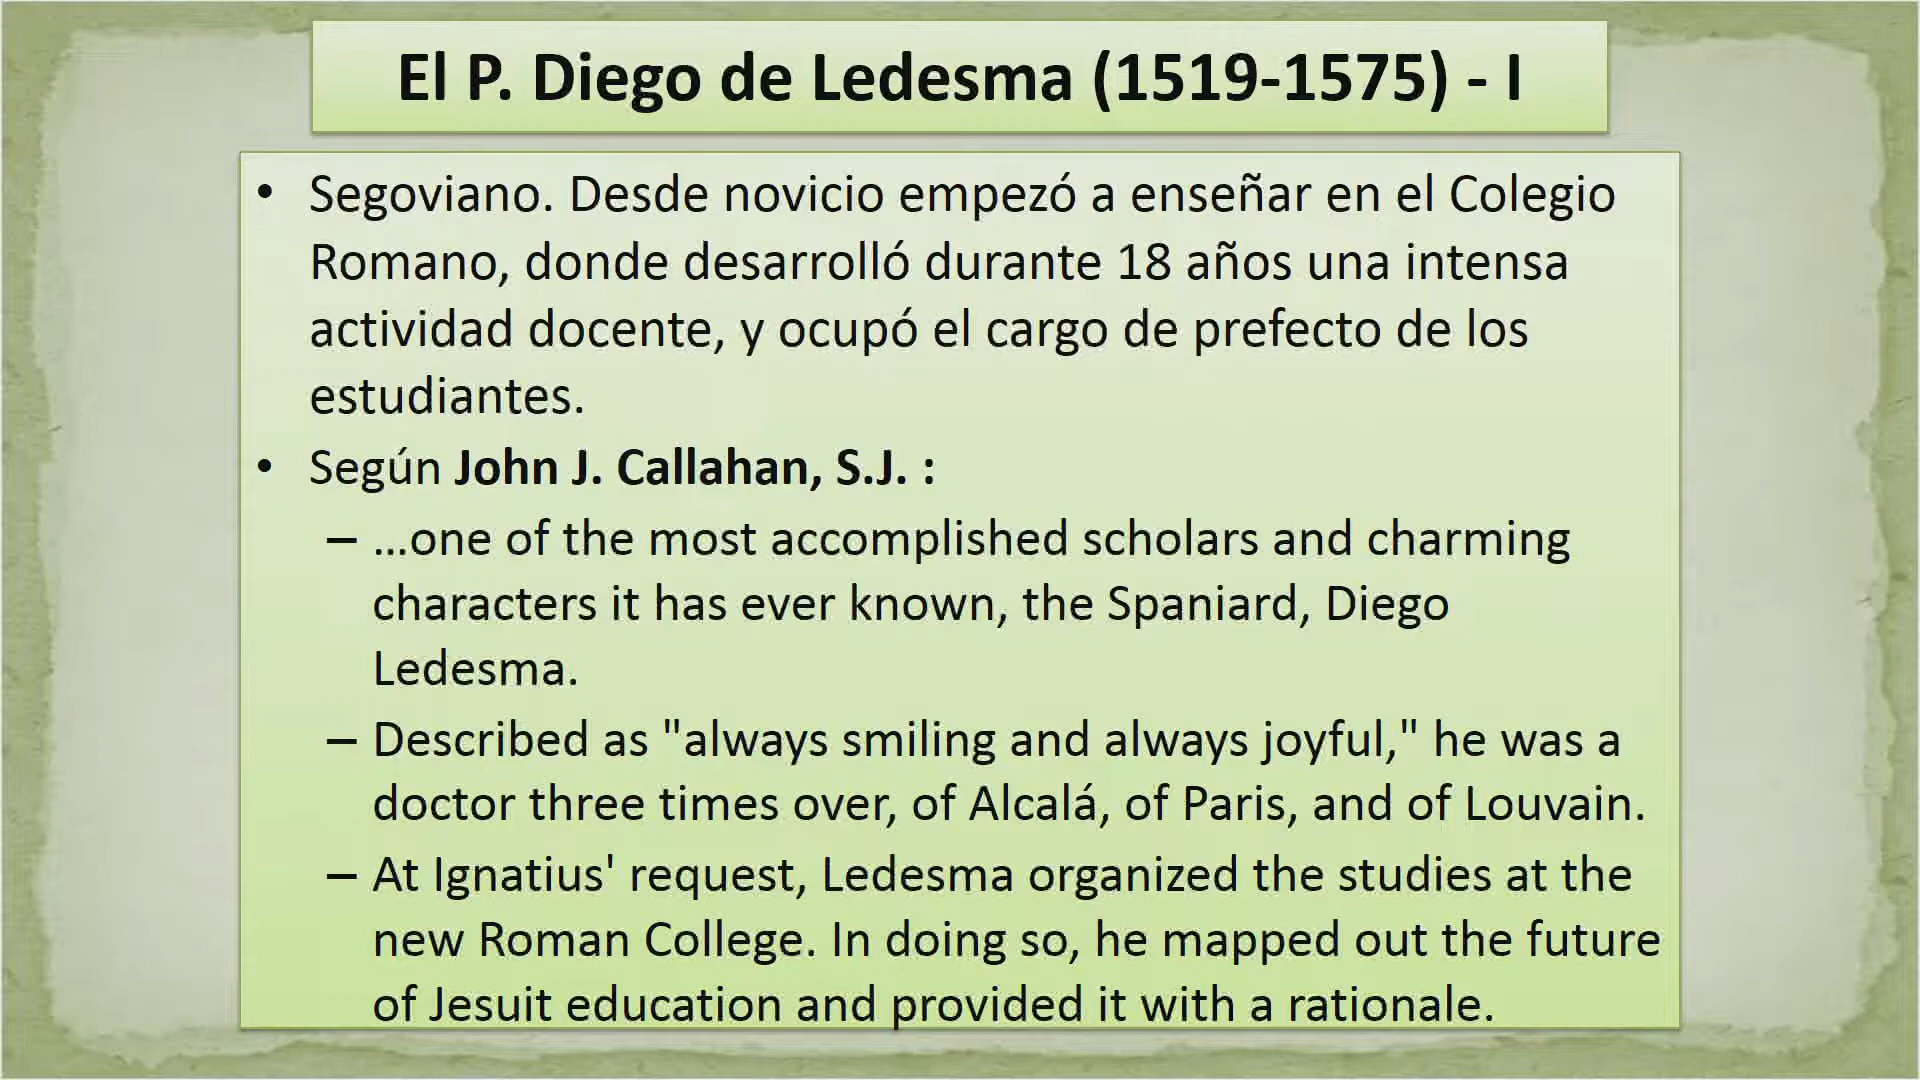 El P. Diego de Ledesma (1519-1575) - I
• Segoviano. Desde novicio empezó a enseñar en el Colegio
Romano, donde desarrolló durante 18 años una intensa
actividad docente, y ocupó el cargo de prefecto de los
estudiantes.
• Según John J. Callahan, S.J. :
– …one of the most accomplished scholars and charming
characters it has ever known, the Spaniard, Diego
Ledesma.
– Described as "always smiling and always joyful," he was a
doctor three times over, of Alcalá, of Paris, and of Louvain.
– At Ignatius' request, Ledesma organized the studies at the
new Roman College. In doing so, he mapped out the future
of Jesuit education and provided it with a rationale.